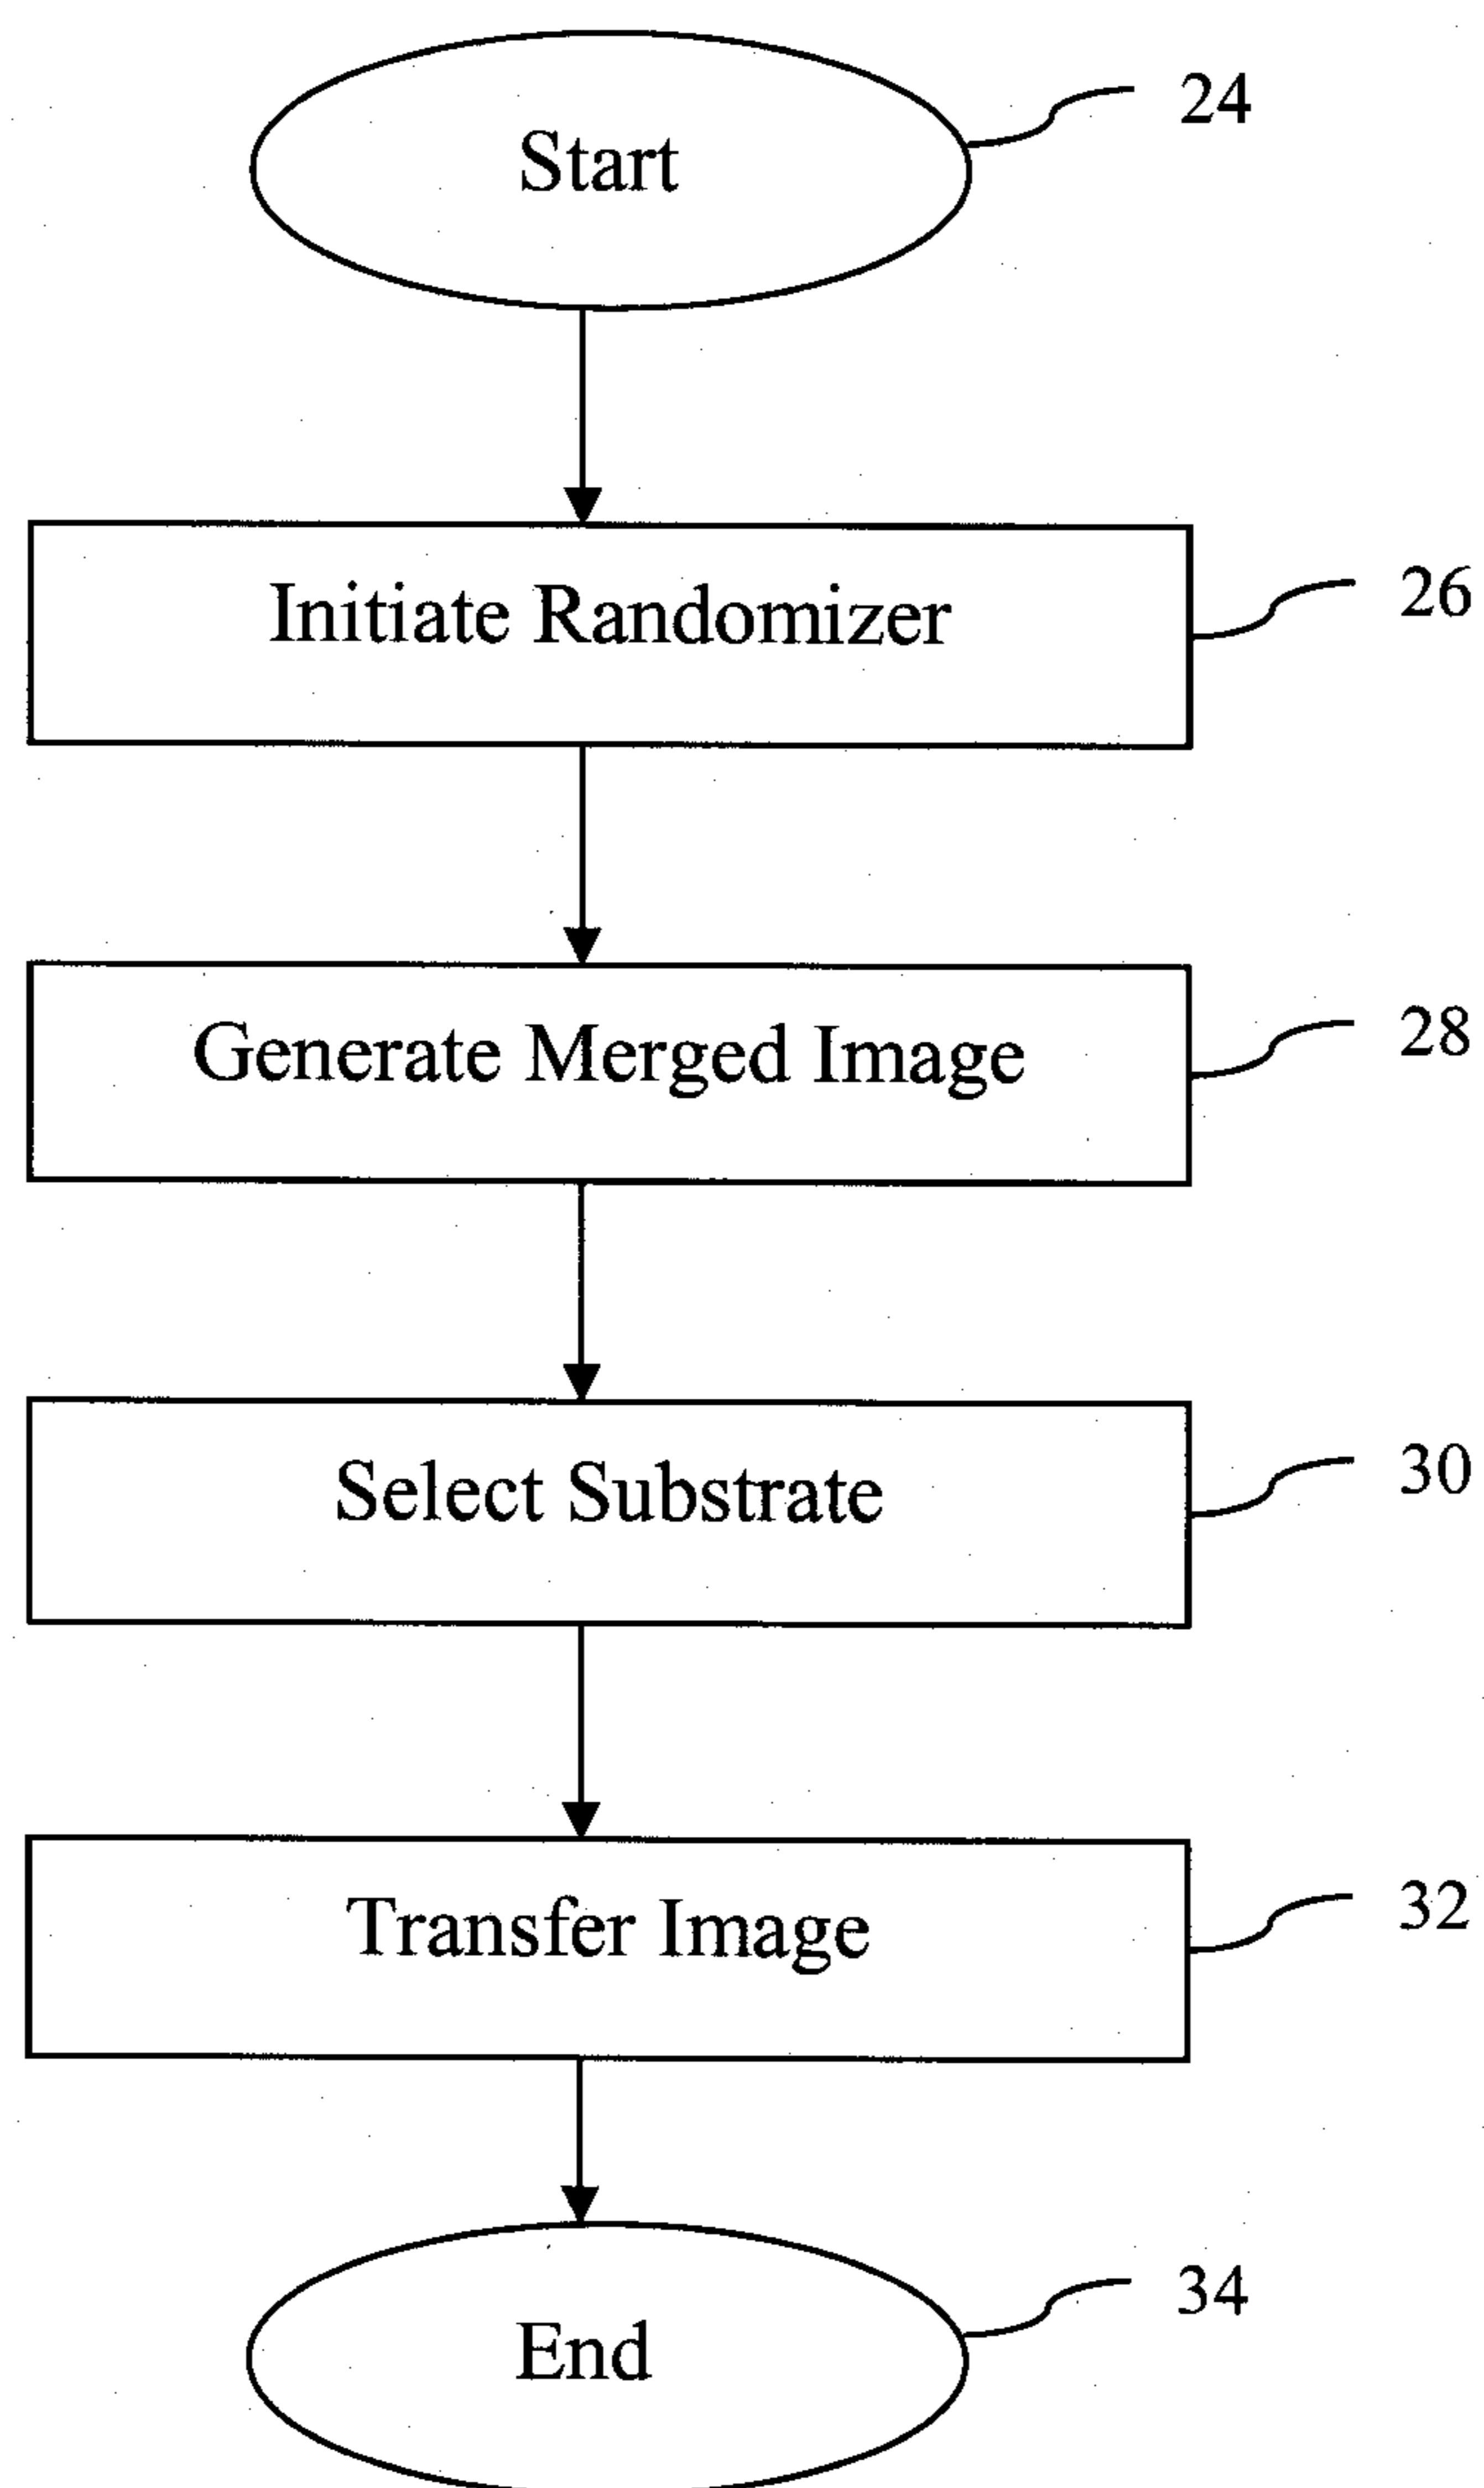 Start
24
Initiate Randomizer
26
Generate Merged Image
28
Select Substrate
30
Transfer Image
32
End
34